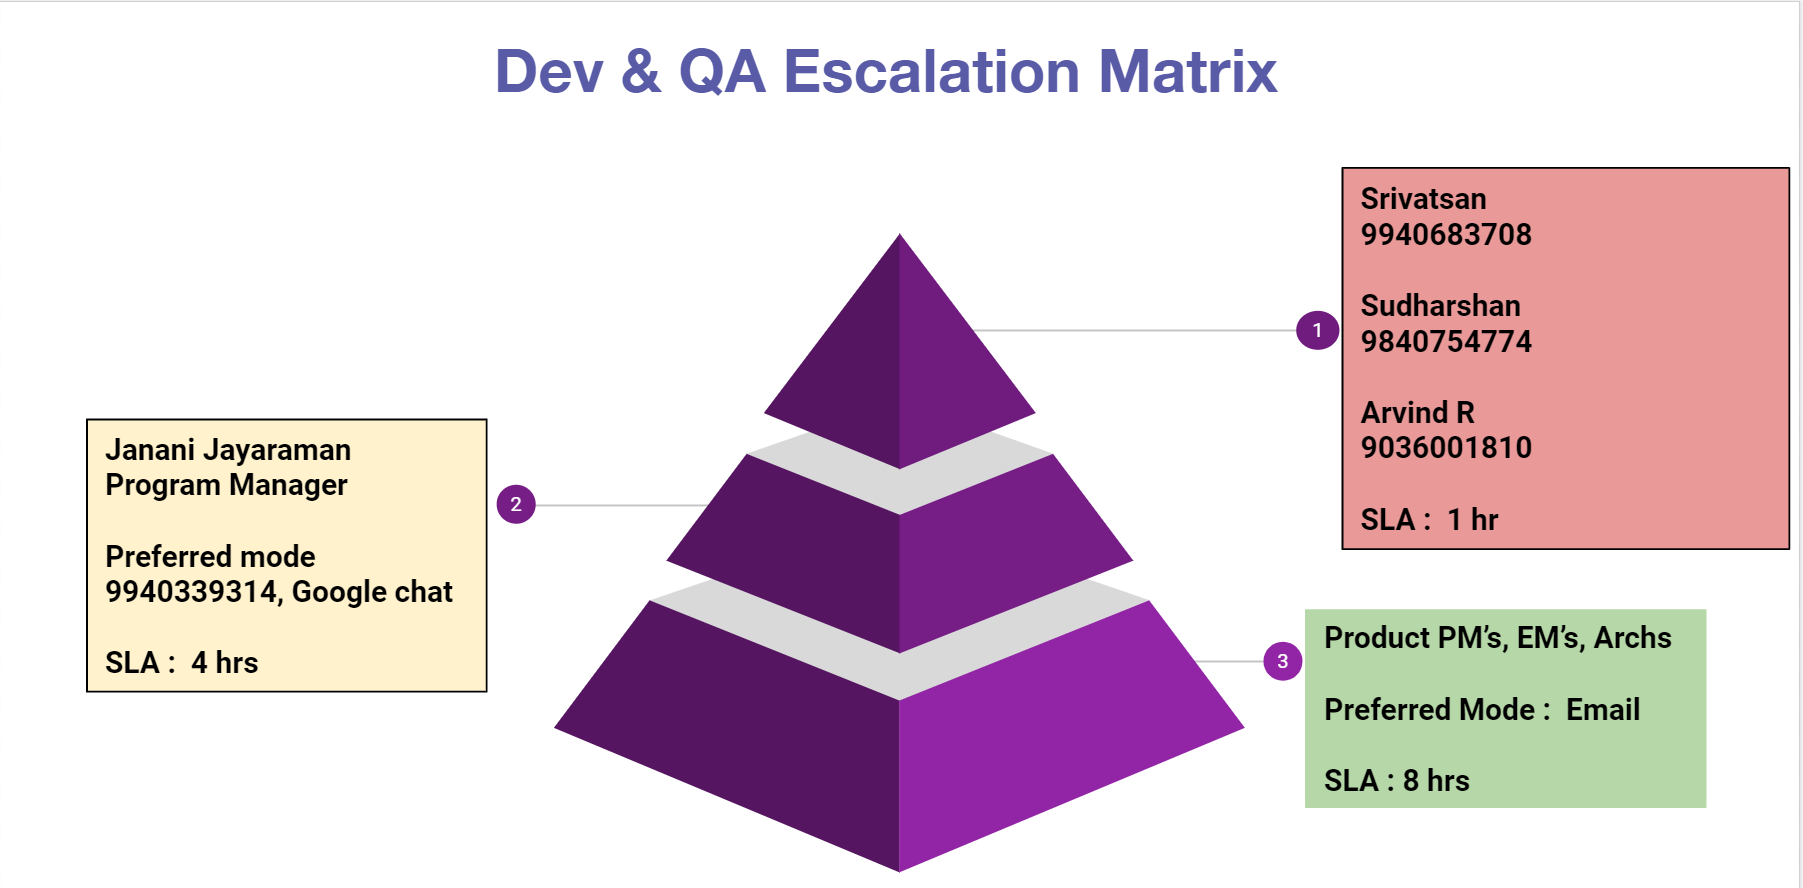 Dev & QA Escalation Matrix
Srivatsan
9940683708
Sudharshan
9840754774
Arvind R
9036001810
SLA :  1 hr
1
Janani Jayaraman
Program Manager
Preferred mode
9940339314, Google chat
SLA :  4 hrs
2
3
Product PM’s, EM’s, Archs
Preferred Mode :  Email
SLA : 8 hrs